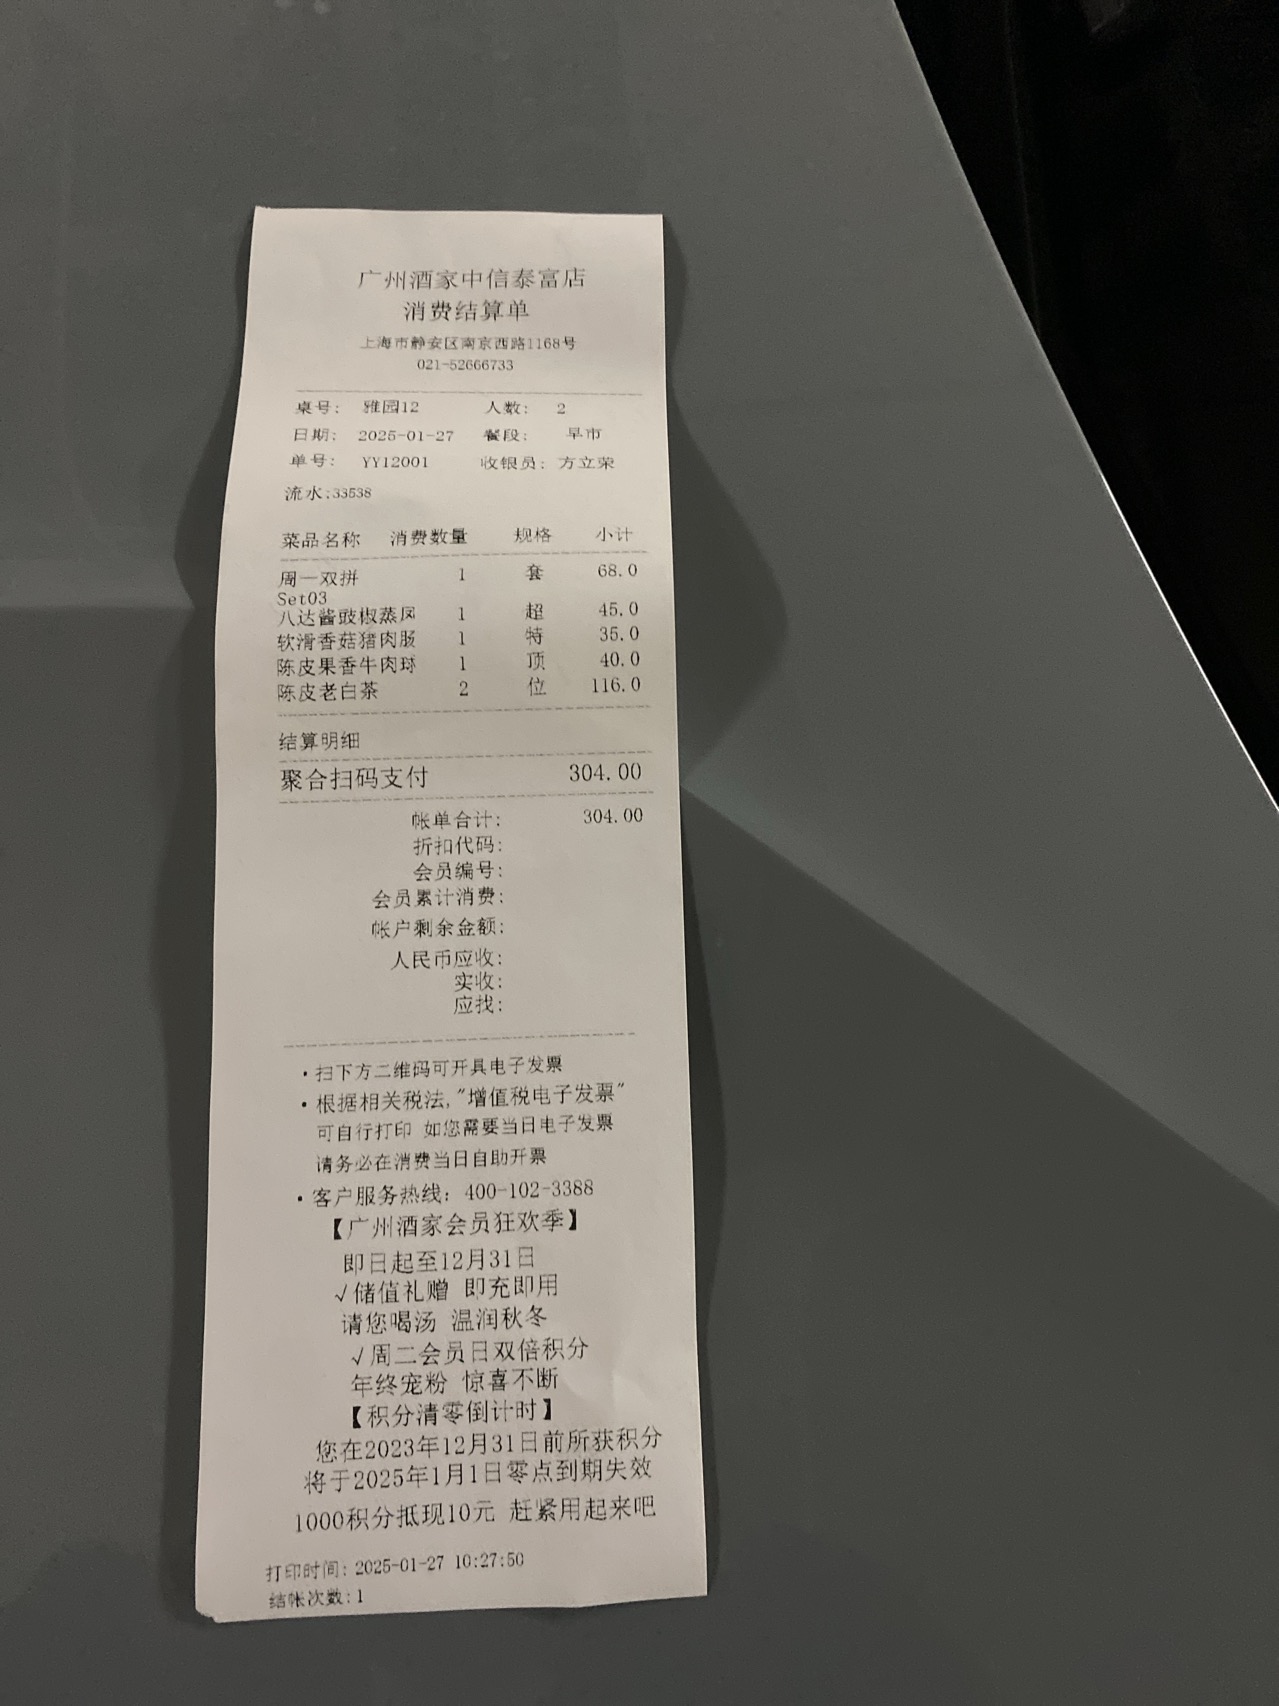 广州酒家中信泰富店
消费结算单
上海市静安区南京西路1168号
021-52666733
桌号: 雅园12 人数: 2
日期: 2025-01-27 餐段: 早市
单号: YY12001 收银员: 方立荣
流水:33538
菜品名称 消费数量 规格 小计
周一双拼 1 套 68.0
Set03
八达酱豉椒蒸凤 1 超 45.0
软滑香菇猪肉肠 1 特 35.0
陈皮果香牛肉球 1 顶 40.0
陈皮老白茶 2 位 116.0
结算明细
聚合扫码支付 304.00
帐单合计: 304.00
折扣代码:
会员编号:
会员累计消费:
帐户剩余金额:
人民币应收:
实收:
应找:
·扫下方二维码可开具电子发票
·根据相关税法,"增值税电子发票"
可自行打印 如您需要当日电子发票
请务必在消费当日自助开票
·客户服务热线: 400-102-3388
【广州酒家会员狂欢季】
即日起至12月31日
√储值礼赠 即充即用
请您喝汤 温润秋冬
√周二会员日双倍积分
年终宠粉 惊喜不断
【积分清零倒计时】
您在2023年12月31日前所获积分
将于2025年1月1日零点到期失效
1000积分抵现10元 赶紧用起来吧
打印时间: 2025-01-27 10:27:50
结帐次数:1